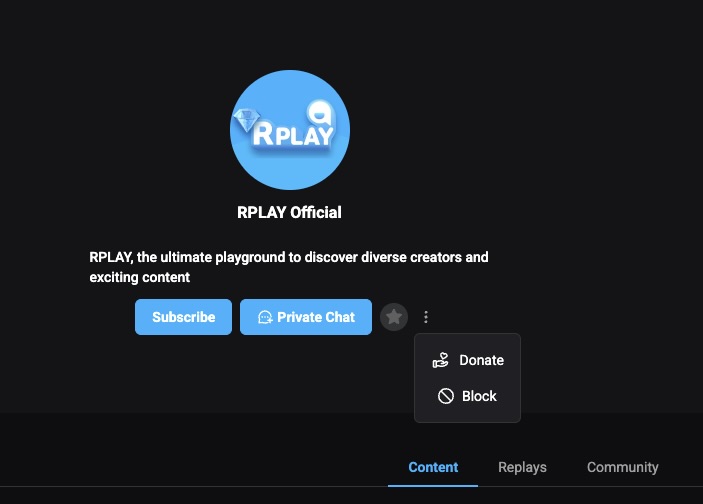 RPLAY
RPLAY Official
RPLAY, the ultimate playground to discover diverse creators and
exciting content
Subscribe
Private Chat
Donate
Block
Content
Replays
Community